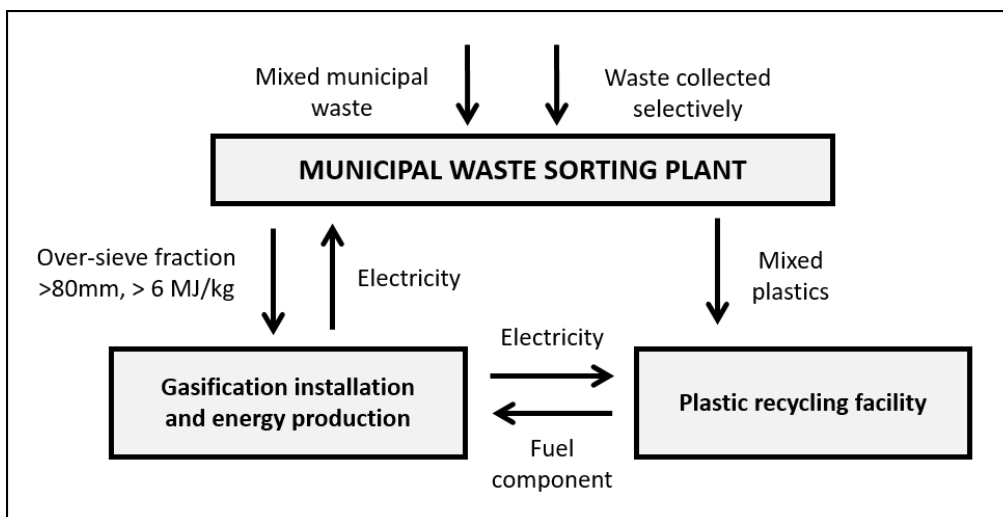 Mixed municipal
waste
Waste collected
selectively
MUNICIPAL WASTE SORTING PLANT
Over-sieve fraction
>80mm, > 6 MJ/kg
Electricity
Mixed
plastics
Electricity
Gasification installation
and energy production
Plastic recycling facility
Fuel
component